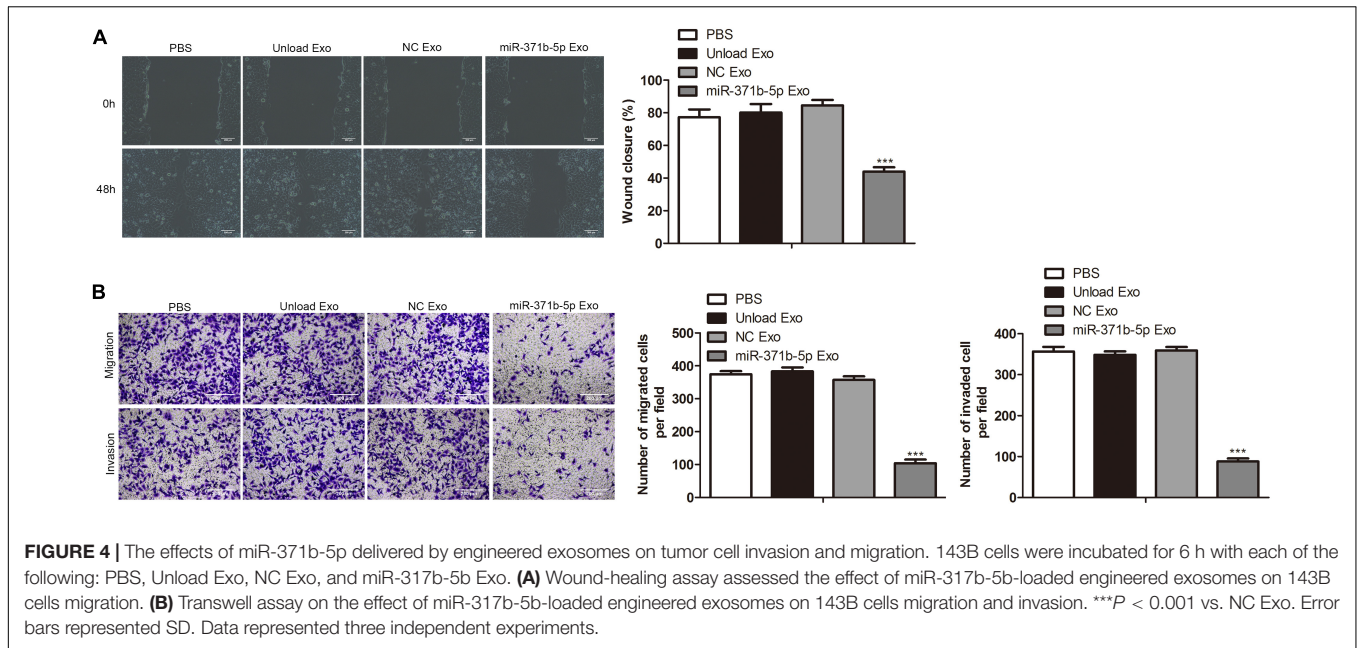 A
PBS
Unload Exo
NC Exo
miR-371b-5p Exo
0h
48h
PBS
Unload Exo
NC Exo
miR-371b-5p Exo
Wound closure (%)
100
80
60
40
20
0
***
B
PBS
Unload Exo
NC Exo
miR-371b-5p Exo
Migration
Invasion
PBS
Unload Exo
NC Exo
miR-371b-5p Exo
Number of migrated cells
per field
500
400
300
200
100
0
***
PBS
Unload Exo
NC Exo
miR-371b-5p Exo
Number of invaded cell
per field
400
300
200
100
0
***
FIGURE 4 | The effects of miR-371b-5p delivered by engineered exosomes on tumor cell invasion and migration. 143B cells were incubated for 6 h with each of the
following: PBS, Unload Exo, NC Exo, and miR-317b-5b Exo. (A) Wound-healing assay assessed the effect of miR-317b-5b-loaded engineered exosomes on 143B
cells migration. (B) Transwell assay on the effect of miR-317b-5b-loaded engineered exosomes on 143B cells migration and invasion. ***P < 0.001 vs. NC Exo. Error
bars represented SD. Data represented three independent experiments.